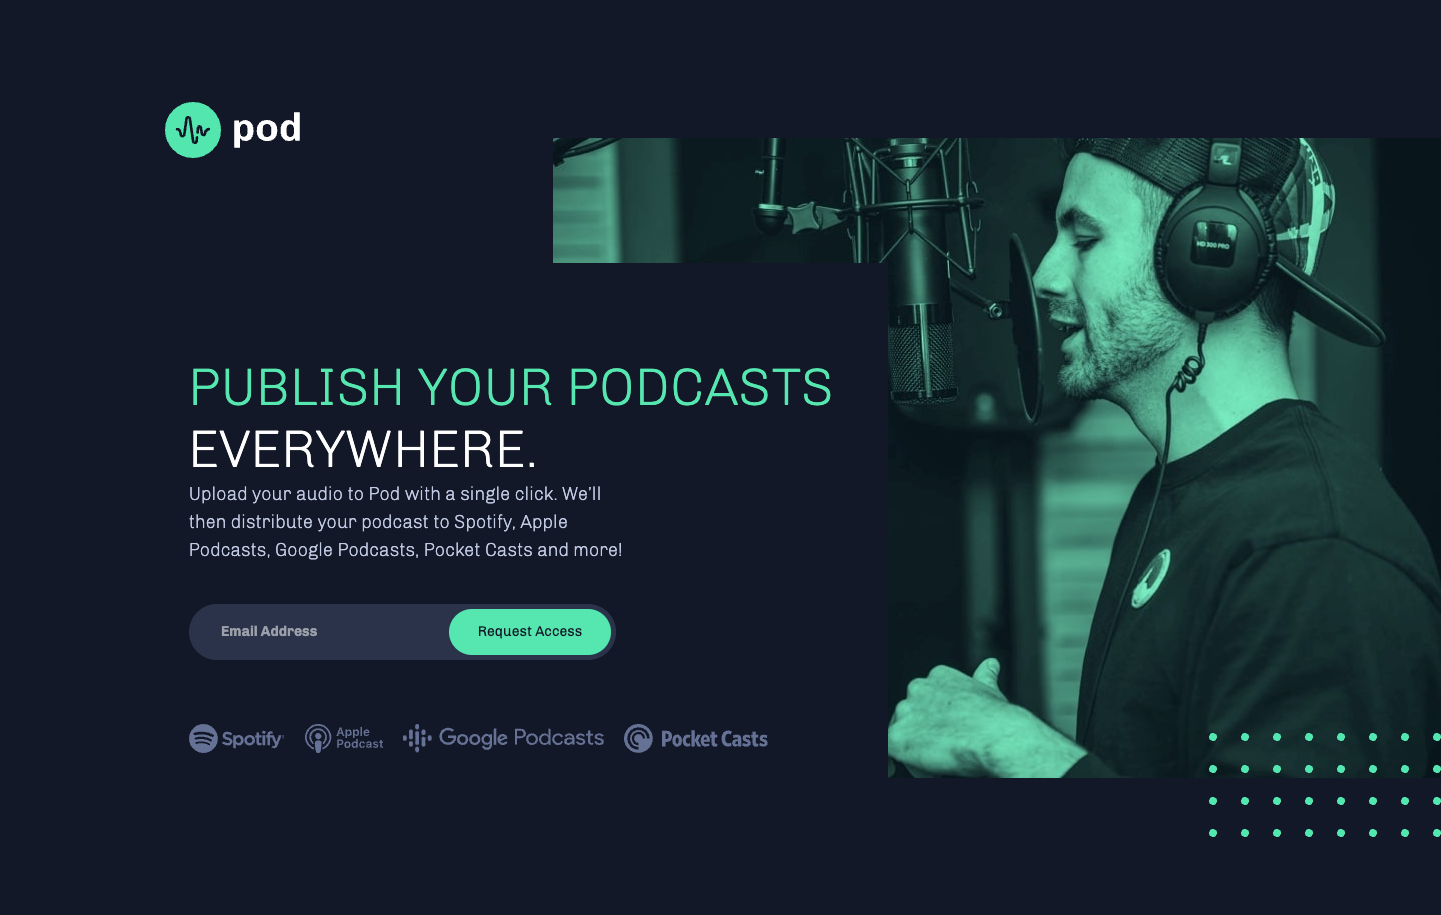 pod
HD 300 PRO
PUBLISH YOUR PODCASTS
EVERYWHERE.
Upload your audio to Pod with a single click. We’ll
then distribute your podcast to Spotify, Apple
Podcasts, Google Podcasts, Pocket Casts and more!
Email Address
Request Access
Spotify
Apple
Podcast
Google Podcasts
Pocket Casts